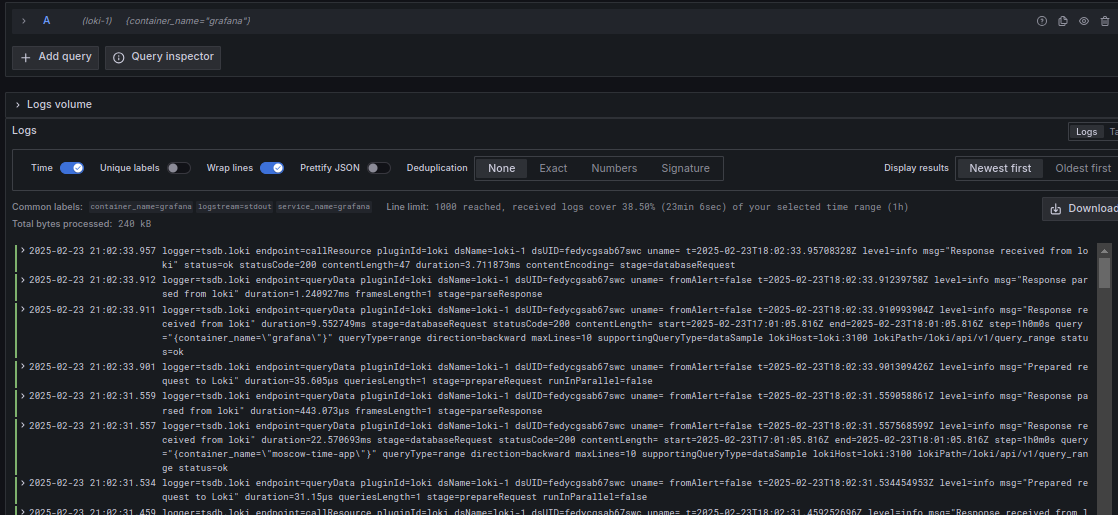 A (loki-1) {container_name="grafana"}
+ Add query Query inspector
Logs volume
Logs
Logs
Time Unique labels Wrap lines Prettify JSON Deduplication None Exact Numbers Signature Display results Newest first Oldest first
Common labels: container_name=grafana logstream=stdout service_name=grafana Line limit: 1000 reached, received logs cover 38.50% (23min 6sec) of your selected time range (1h)
Total bytes processed: 240 kB
Download
2025-02-23 21:02:33.957 logger=tsdb.loki endpoint=callResource pluginId=loki dsName=loki-1 dsUID=fedycgsab67swc uname= t=2025-02-23T18:02:33.95708328Z level=info msg="Response received from lo
ki" status=ok statusCode=200 contentLength=47 duration=3.711873ms contentEncoding= stage=databaseRequest
2025-02-23 21:02:33.912 logger=tsdb.loki endpoint=queryData pluginId=loki dsName=loki-1 dsUID=fedycgsab67swc uname= fromAlert=false t=2025-02-23T18:02:33.91239758Z level=info msg="Response par
sed from loki" duration=1.240927ms framesLength=1 stage=parseResponse
2025-02-23 21:02:33.911 logger=tsdb.loki endpoint=queryData pluginId=loki dsName=loki-1 dsUID=fedycgsab67swc uname= fromAlert=false t=2025-02-23T18:02:33.910993904Z level=info msg="Response re
ceived from loki" duration=9.552749ms stage=databaseRequest statusCode=200 contentLength= start=2025-02-23T17:01:05.816Z end=2025-02-23T18:01:05.816Z step=1h0m0s query
="{container_name=\"grafana\"}" queryType=range direction=backward maxLines=10 supportingQueryType=dataSample lokiHost=loki:3100 lokiPath=/loki/api/v1/query_range statu
s=ok
2025-02-23 21:02:33.901 logger=tsdb.loki endpoint=queryData pluginId=loki dsName=loki-1 dsUID=fedycgsab67swc uname= fromAlert=false t=2025-02-23T18:02:33.901309426Z level=info msg="Prepared re
quest to Loki" duration=35.605µs queriesLength=1 stage=prepareRequest runInParallel=false
2025-02-23 21:02:31.559 logger=tsdb.loki endpoint=queryData pluginId=loki dsName=loki-1 dsUID=fedycgsab67swc uname= fromAlert=false t=2025-02-23T18:02:31.559058861Z level=info msg="Response pa
rsed from loki" duration=443.073µs framesLength=1 stage=parseResponse
2025-02-23 21:02:31.557 logger=tsdb.loki endpoint=queryData pluginId=loki dsName=loki-1 dsUID=fedycgsab67swc uname= fromAlert=false t=2025-02-23T18:02:31.557568599Z level=info msg="Response re
ceived from loki" duration=22.570693ms stage=databaseRequest statusCode=200 contentLength= start=2025-02-23T17:01:05.816Z end=2025-02-23T18:01:05.816Z step=1h0m0s query
="{container_name=\"moscow-time-app\"}" queryType=range direction=backward maxLines=10 supportingQueryType=dataSample lokiHost=loki:3100 lokiPath=/loki/api/v1/query_ran
ge status=ok
2025-02-23 21:02:31.534 logger=tsdb.loki endpoint=queryData pluginId=loki dsName=loki-1 dsUID=fedycgsab67swc uname= fromAlert=false t=2025-02-23T18:02:31.534454953Z level=info msg="Prepared re
quest to Loki" duration=31.15µs queriesLength=1 stage=prepareRequest runInParallel=false
2025-02-23 21:02:31.459 logger=tsdb.loki endpoint=callResource pluginId=loki dsName=loki-1 dsUID=fedycgsab67swc uname= t=2025-02-23T18:02:31.459252696Z level=info msg="Response received from l